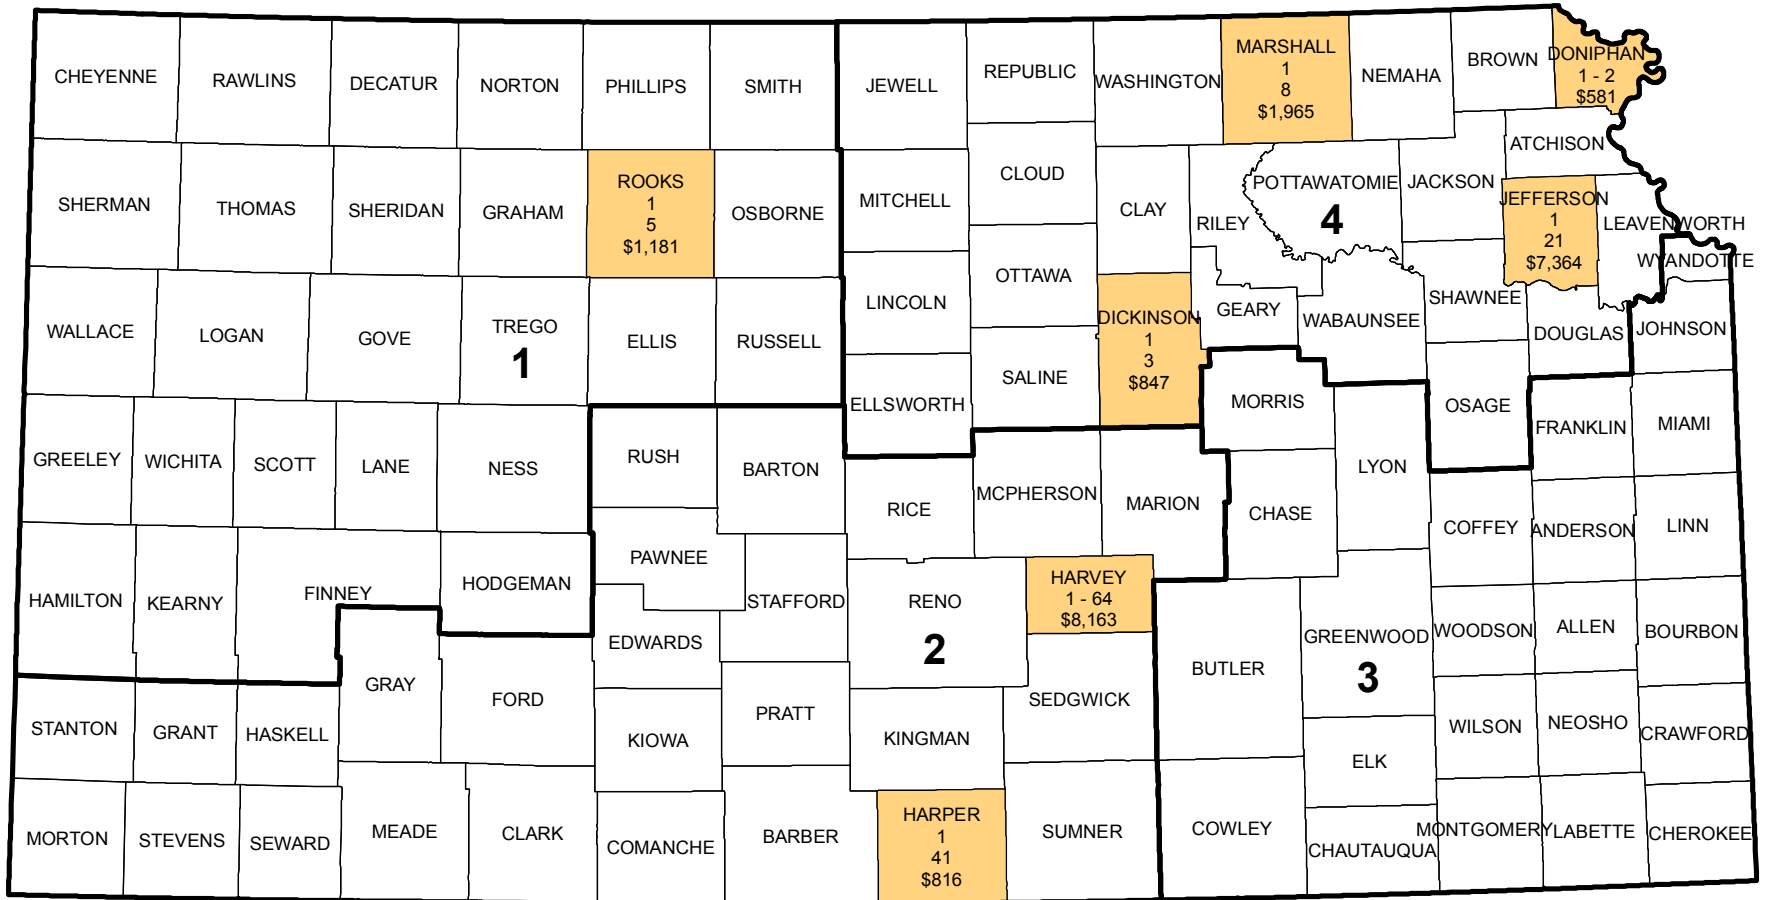 CHEYENNE
RAWLINS
DECATUR
NORTON
PHILLIPS
SMITH
JEWELL
REPUBLIC
WASHINGTON
MARSHALL
1
8
$1,965
NEMAHA
BROWN
DONIPHAN
1 - 2
$581
SHERMAN
THOMAS
SHERIDAN
GRAHAM
ROOKS
1
5
$1,181
OSBORNE
MITCHELL
CLOUD
CLAY
RILEY
POTTAWATOMIE
4
JACKSON
ATCHISON
JEFFERSON
1
21
$7,364
LEAVENWORTH
WYANDOTTE
WALLACE
LOGAN
GOVE
TREGO
1
ELLIS
RUSSELL
LINCOLN
OTTAWA
DICKINSON
1
3
$847
GEARY
WABAUNSEE
SHAWNEE
DOUGLAS
JOHNSON
GREELEY
WICHITA
SCOTT
LANE
NESS
RUSH
BARTON
ELLSWORTH
SALINE
MORRIS
OSAGE
FRANKLIN
MIAMI
RICE
MCPHERSON
MARION
CHASE
LYON
COFFEY
ANDERSON
LINN
HAMILTON
KEARNY
FINNEY
HODGEMAN
PAWNEE
STAFFORD
RENO
2
HARVEY
1 - 64
$8,163
EDWARDS
BUTLER
GREENWOOD
3
WOODSON
ALLEN
BOURBON
STANTON
GRANT
HASKELL
GRAY
FORD
KIOWA
PRATT
KINGMAN
SEDGWICK
ELK
WILSON
NEOSHO
CRAWFORD
MORTON
STEVENS
SEWARD
MEADE
CLARK
COMANCHE
BARBER
HARPER
1
41
$816
SUMNER
COWLEY
CHAUTAUQUA
MONTGOMERY
LABETTE
CHEROKEE